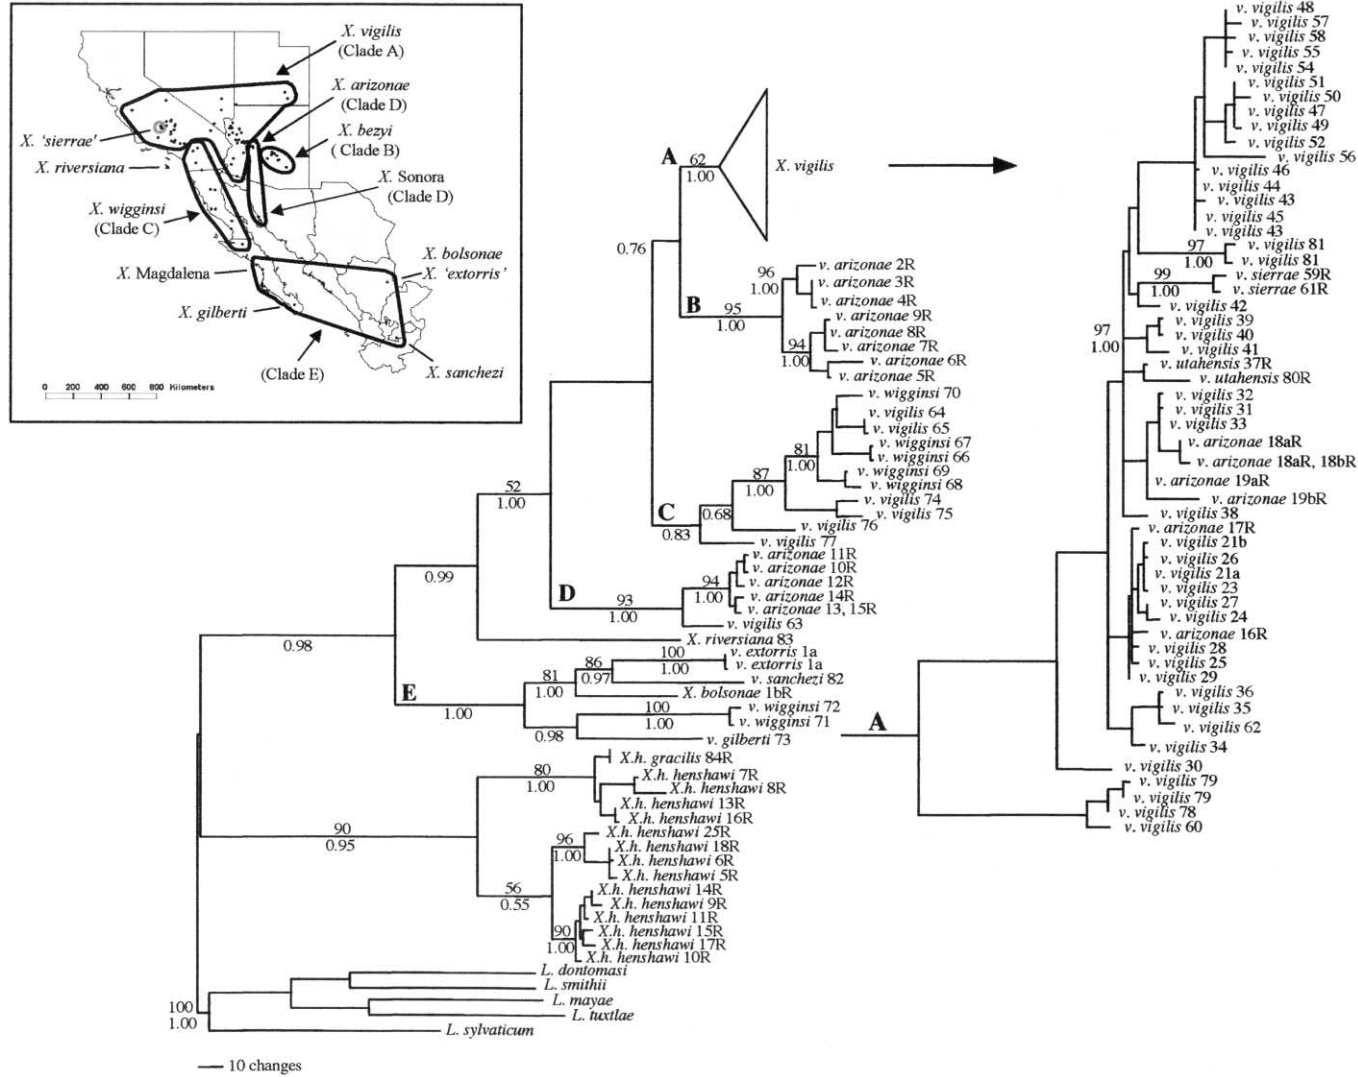 X. vigilis
(Clade A)
X. arizonae
(Clade D)
X. bezyi
( Clade B)
X. 'sierrae'
X. riversiana
X. Sonora
(Clade D)
X. wigginsi
(Clade C)
X. bolsonae
X. 'extorris'
X. Magdalena
X. gilberti
X. sanchezi
(Clade E)
0 200 400 600 800 Kilometers
A
62
1.00
X. vigilis
0.76
B
95
1.00
96
1.00
v. arizonae 2R
v. arizonae 3R
v. arizonae 4R
v. arizonae 9R
v. arizonae 8R
v. arizonae 7R
94
1.00
v. arizonae 6R
v. arizonae 5R
v. wigginsi 70
v. vigilis 64
v. vigilis 65
v. wigginsi 67
v. wigginsi 66
81
1.00
v. wigginsi 69
v. wigginsi 68
87
1.00
v. vigilis 74
v. vigilis 75
C
0.83
0.68
v. vigilis 76
v. vigilis 77
52
1.00
v. arizonae 11R
v. arizonae 10R
v. arizonae 12R
94
1.00
v. arizonae 14R
v. arizonae 13, 15R
D
93
1.00
v. vigilis 63
0.99
X. riversiana 83
0.98
100
1.00
v. extorris 1a
v. extorris 1a
86
0.97
v. sanchezi 82
81
1.00
X. bolsonae 1bR
E
1.00
100
1.00
v. wigginsi 72
v. wigginsi 71
0.98
v. gilberti 73
X.h. gracilis 84R
80
1.00
X.h. henshawi 7R
X.h. henshawi 8R
X.h. henshawi 13R
X.h. henshawi 16R
90
0.95
X.h. henshawi 25R
96
1.00
X.h. henshawi 18R
X.h. henshawi 6R
X.h. henshawi 5R
56
0.55
X.h. henshawi 14R
X.h. henshawi 9R
X.h. henshawi 11R
90
1.00
X.h. henshawi 15R
X.h. henshawi 17R
X.h. henshawi 10R
L. dontomasi
L. smithii
L. mayae
L. tuxtlae
L. sylvaticum
100
1.00
10 changes
v. vigilis 48
v. vigilis 57
v. vigilis 58
v. vigilis 55
v. vigilis 54
v. vigilis 51
v. vigilis 50
v. vigilis 47
v. vigilis 49
v. vigilis 52
v. vigilis 56
v. vigilis 46
v. vigilis 44
v. vigilis 43
v. vigilis 45
v. vigilis 43
97
1.00
v. vigilis 81
v. vigilis 81
99
1.00
v. sierrae 59R
v. sierrae 61R
v. vigilis 42
97
1.00
v. vigilis 39
v. vigilis 40
v. vigilis 41
v. utahensis 37R
v. utahensis 80R
v. vigilis 32
v. vigilis 31
v. vigilis 33
v. arizonae 18aR
v. arizonae 18aR, 18bR
v. arizonae 19aR
v. arizonae 19bR
v. vigilis 38
v. arizonae 17R
v. vigilis 21b
v. vigilis 26
v. vigilis 21a
v. vigilis 23
v. vigilis 27
v. vigilis 24
v. arizonae 16R
v. vigilis 28
v. vigilis 25
v. vigilis 29
v. vigilis 36
v. vigilis 35
v. vigilis 62
v. vigilis 34
A
v. vigilis 30
v. vigilis 79
v. vigilis 79
v. vigilis 78
v. vigilis 60